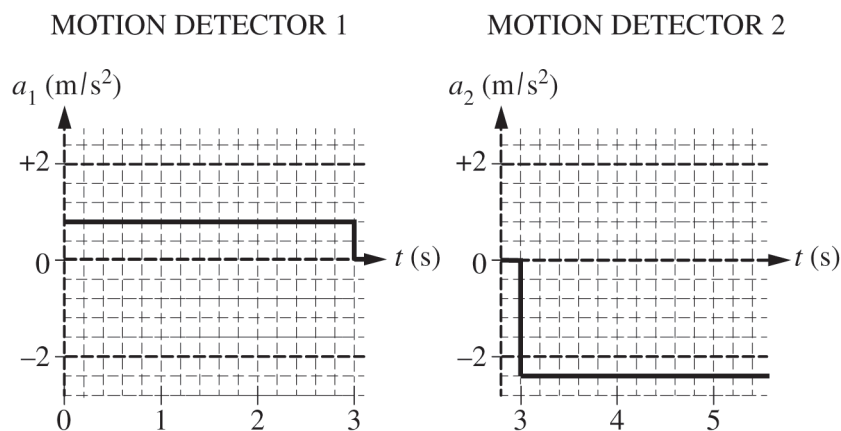 MOTION DETECTOR 1
a₁ (m/s²)
+2
0
−2
t (s)
0 1 2 3
MOTION DETECTOR 2
a₂ (m/s²)
+2
0
−2
t (s)
3 4 5